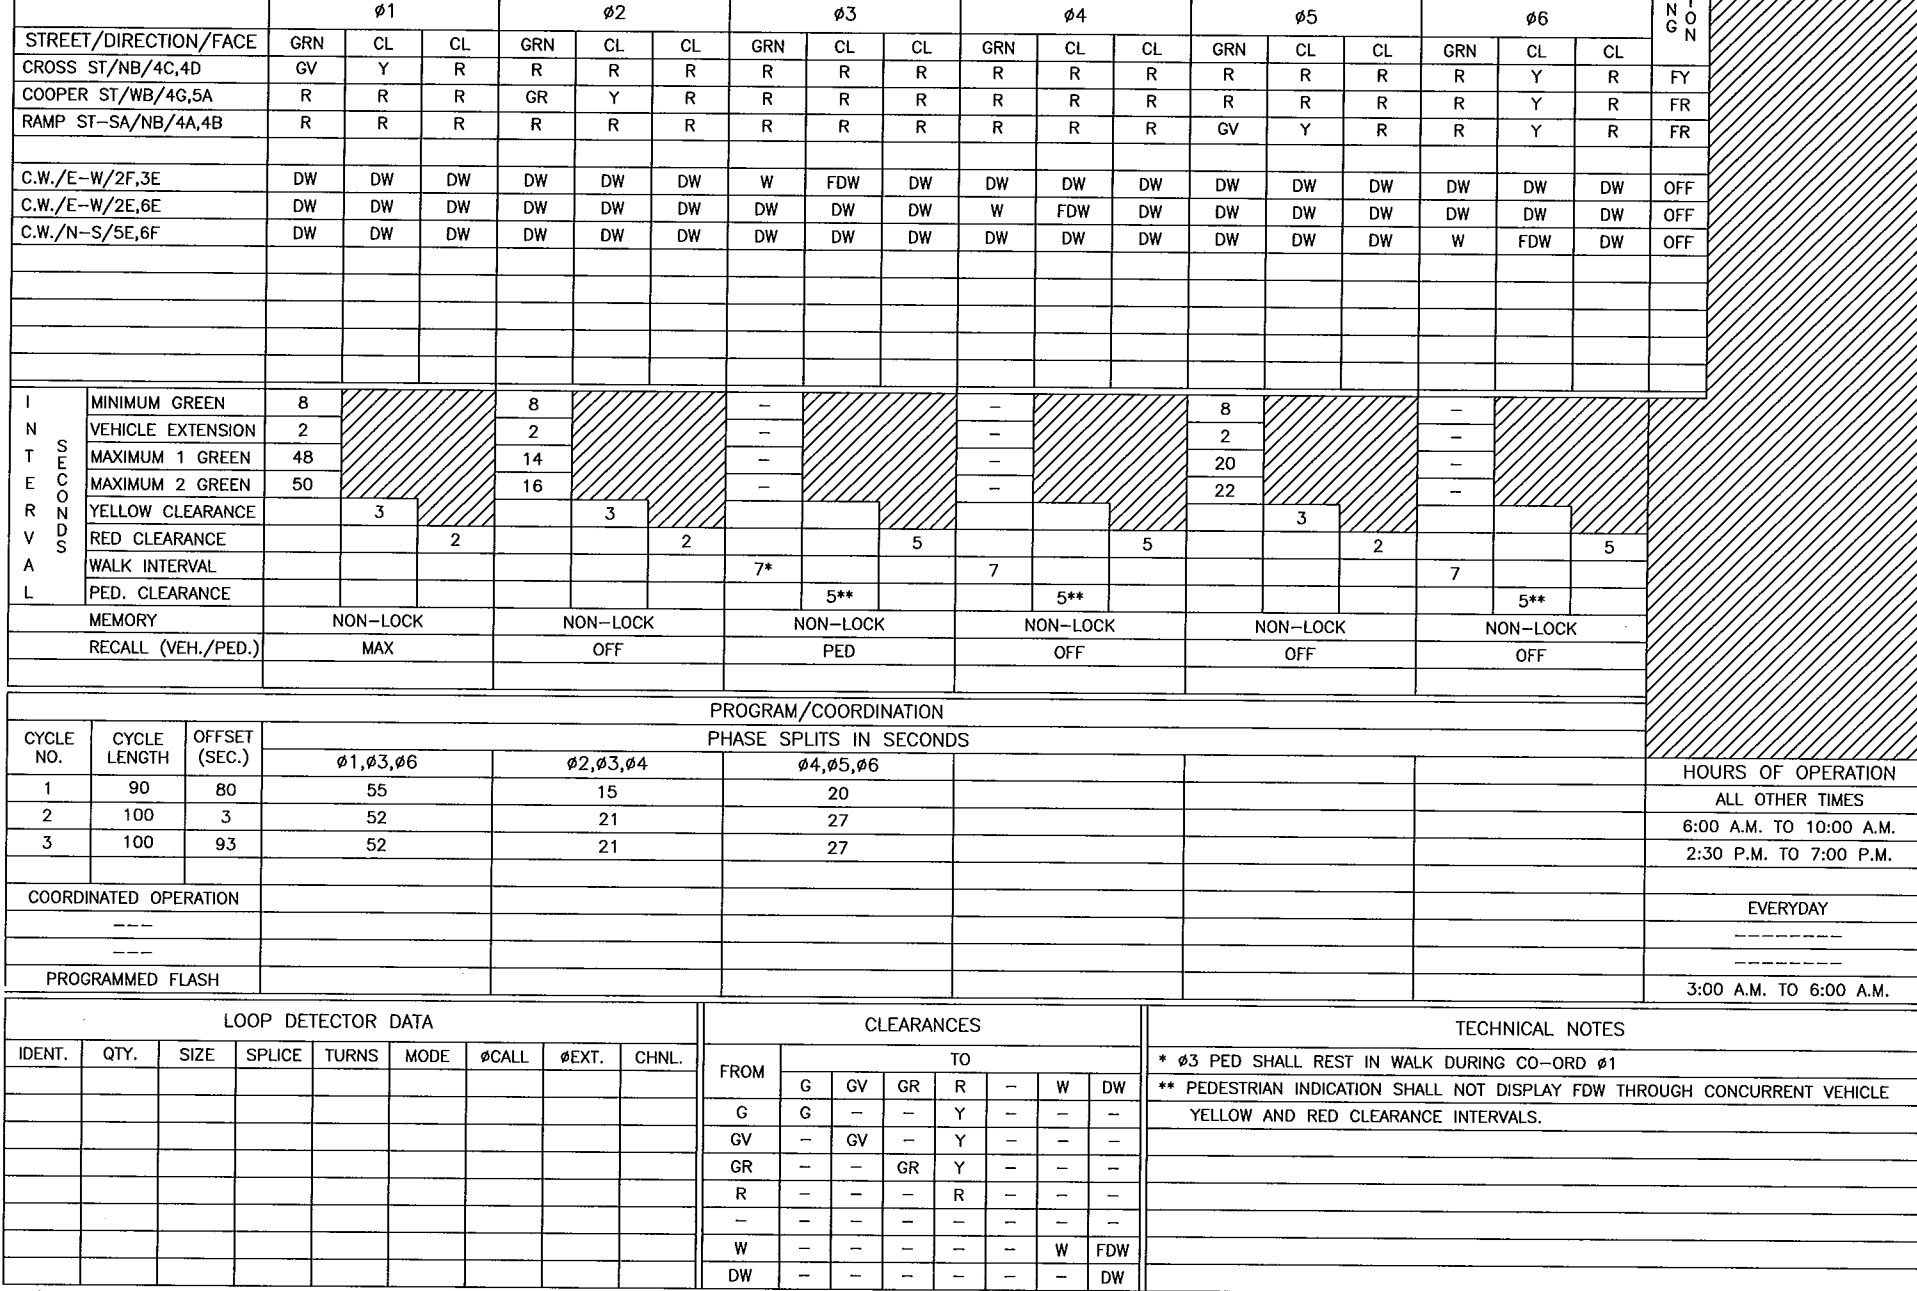 ø1 ø2 ø3 ø4 ø5 ø6 N G ION
STREET/DIRECTION/FACE GRN CL CL GRN CL CL GRN CL CL GRN CL CL GRN CL CL GRN CL CL
CROSS ST/NB/4C,4D GV Y R R R R R R R R R R R R R R Y R FY
COOPER ST/WB/4G,5A R R R GR Y R R R R R R R R R R R Y R FR
RAMP ST-SA/NB/4A,4B R R R R R R R R R R R R GV Y R R Y R FR
C.W./E-W/2F,3E DW DW DW DW DW DW W FDW DW DW DW DW DW DW DW DW DW DW OFF
C.W./E-W/2E,6E DW DW DW DW DW DW DW DW DW W FDW DW DW DW DW DW DW DW OFF
C.W./N-S/5E,6F DW DW DW DW DW DW DW DW DW DW DW DW DW DW DW W FDW DW OFF
INTERVAL SECONDS
MINIMUM GREEN 8 8 - - 8 -
VEHICLE EXTENSION 2 2 - - 2 -
MAXIMUM 1 GREEN 48 14 - - 20 -
MAXIMUM 2 GREEN 50 16 - - 22 -
YELLOW CLEARANCE 3 3 3
RED CLEARANCE 2 2 5 5 2 5
WALK INTERVAL 7* 7 7
PED. CLEARANCE 5** 5** 5**
MEMORY NON-LOCK NON-LOCK NON-LOCK NON-LOCK NON-LOCK NON-LOCK
RECALL (VEH./PED.) MAX OFF PED OFF OFF OFF
PROGRAM/COORDINATION
CYCLE NO. CYCLE LENGTH OFFSET (SEC.) PHASE SPLITS IN SECONDS
ø1,ø3,ø6 ø2,ø3,ø4 ø4,ø5,ø6 HOURS OF OPERATION
1 90 80 55 15 20 ALL OTHER TIMES
2 100 3 52 21 27 6:00 A.M. TO 10:00 A.M.
3 100 93 52 21 27 2:30 P.M. TO 7:00 P.M.
COORDINATED OPERATION EVERYDAY
--- --------
--- --------
PROGRAMMED FLASH 3:00 A.M. TO 6:00 A.M.
LOOP DETECTOR DATA
IDENT. QTY. SIZE SPLICE TURNS MODE øCALL øEXT. CHNL.
CLEARANCES
FROM TO
G GV GR R - W DW
G G - - Y - - -
GV - GV - Y - - -
GR - - GR Y - - -
R - - - R - - -
- - - - - - - -
W - - - - - W FDW
DW - - - - - - DW
TECHNICAL NOTES
* ø3 PED SHALL REST IN WALK DURING CO-ORD ø1
** PEDESTRIAN INDICATION SHALL NOT DISPLAY FDW THROUGH CONCURRENT VEHICLE
YELLOW AND RED CLEARANCE INTERVALS.